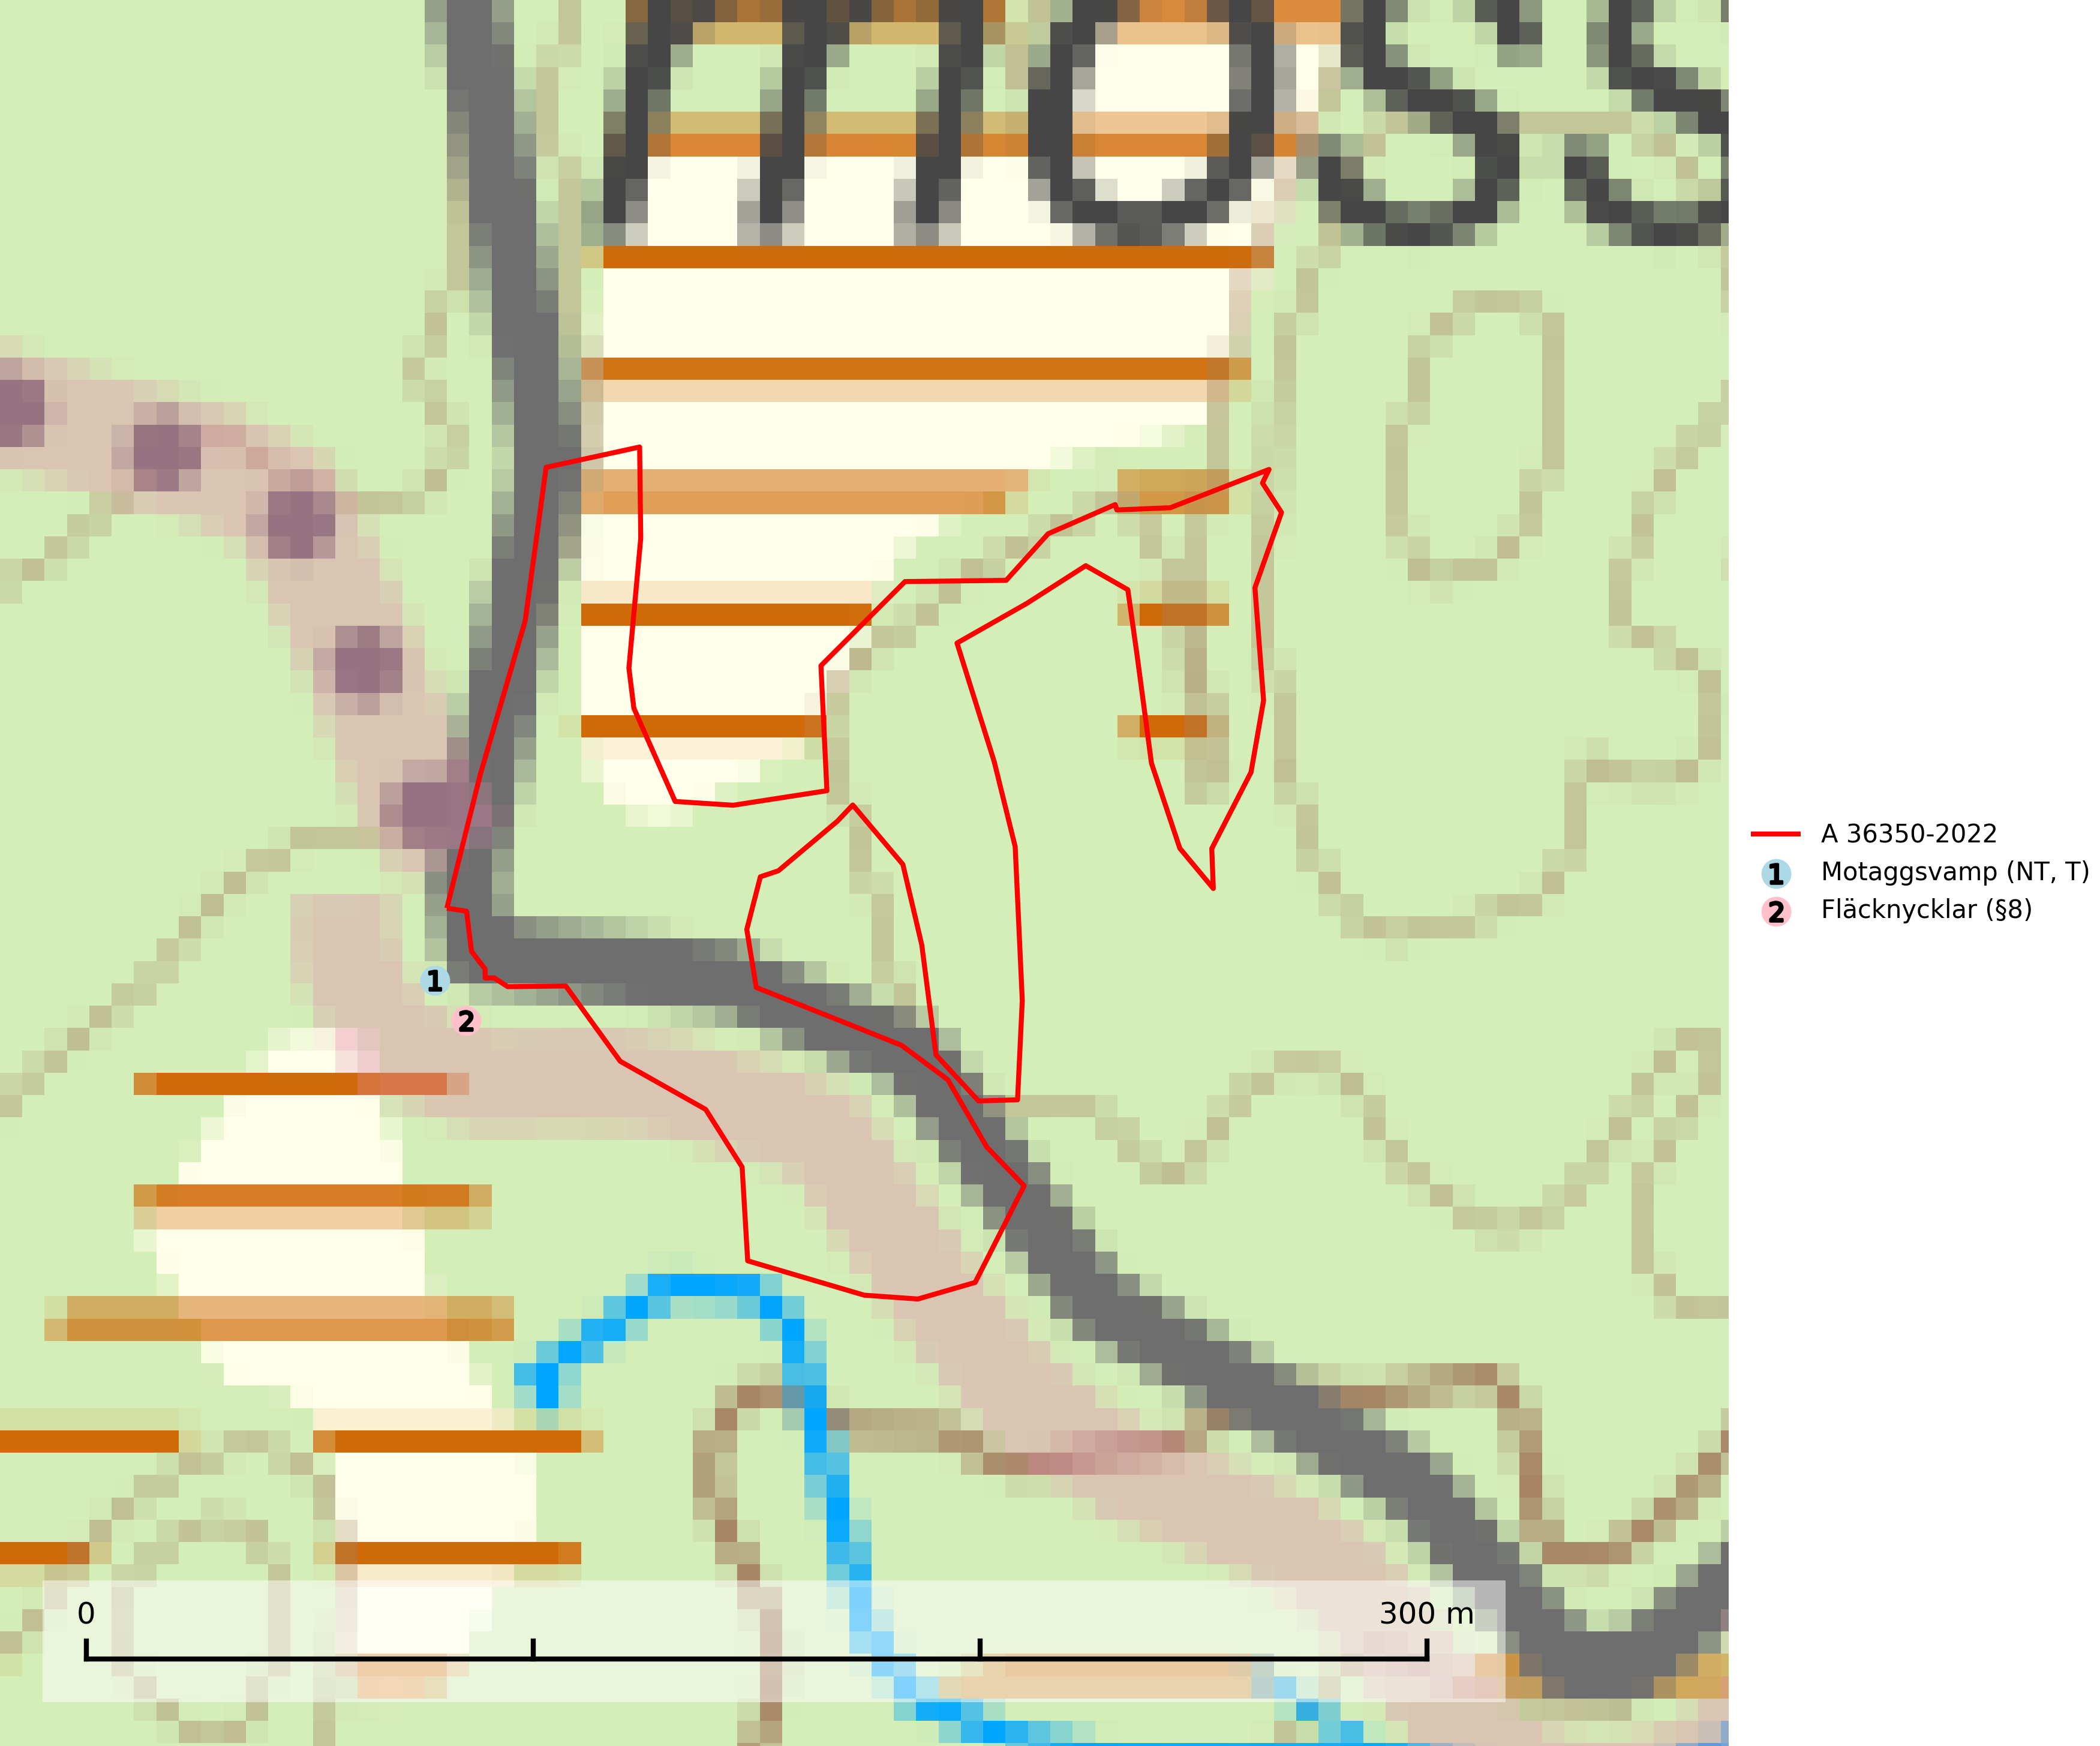 A 36350-2022
1 Motaggsvamp (NT, T)
2 Fläcknycklar (§8)
1
2
0 300 m